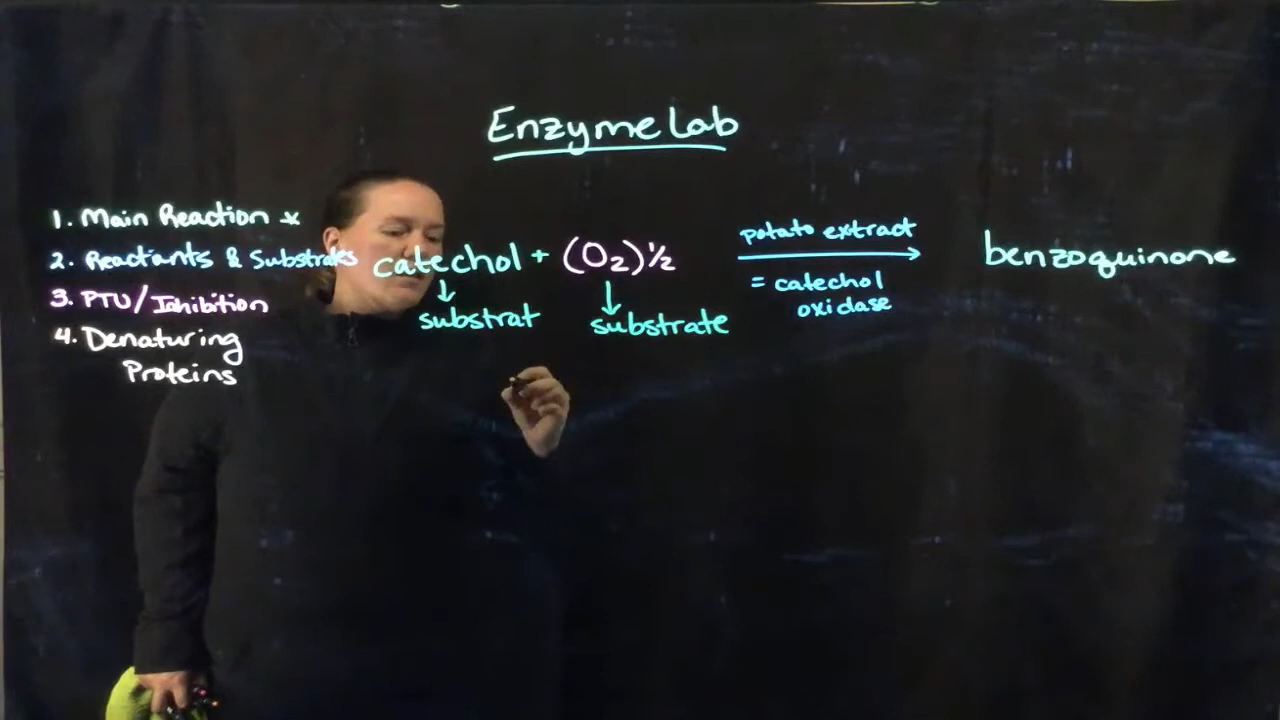 Enzyme Lab
1. Main Reaction *
2. Reactants & Substrates
3. PTU/Inhibition
4. Denaturing
Proteins
catechol + (O₂)½
substrat
substrate
potato extract
= catechol
oxidase
benzoquinone